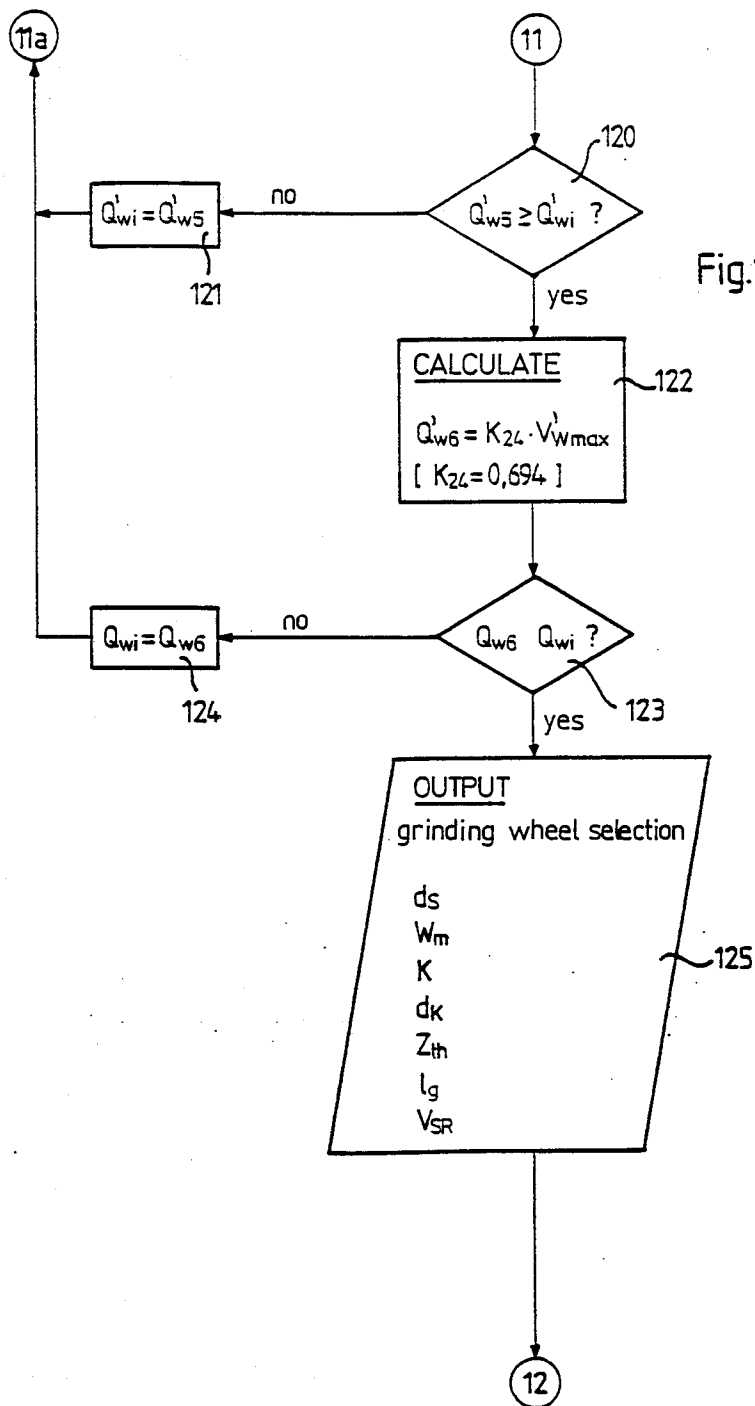 11a
11
120
no
Q'wi = Q'w5
Q'w5 ≥ Q'wi ?
121
yes
Fig.
CALCULATE
122
Q'w6 = K24 · V'Wmax
[ K24 = 0,694 ]
no
Qwi = Qw6
Qw6 Qwi ?
124
123
yes
OUTPUT
grinding wheel selection
ds
Wm
K
dK
Zth
lg
VSR
125
12